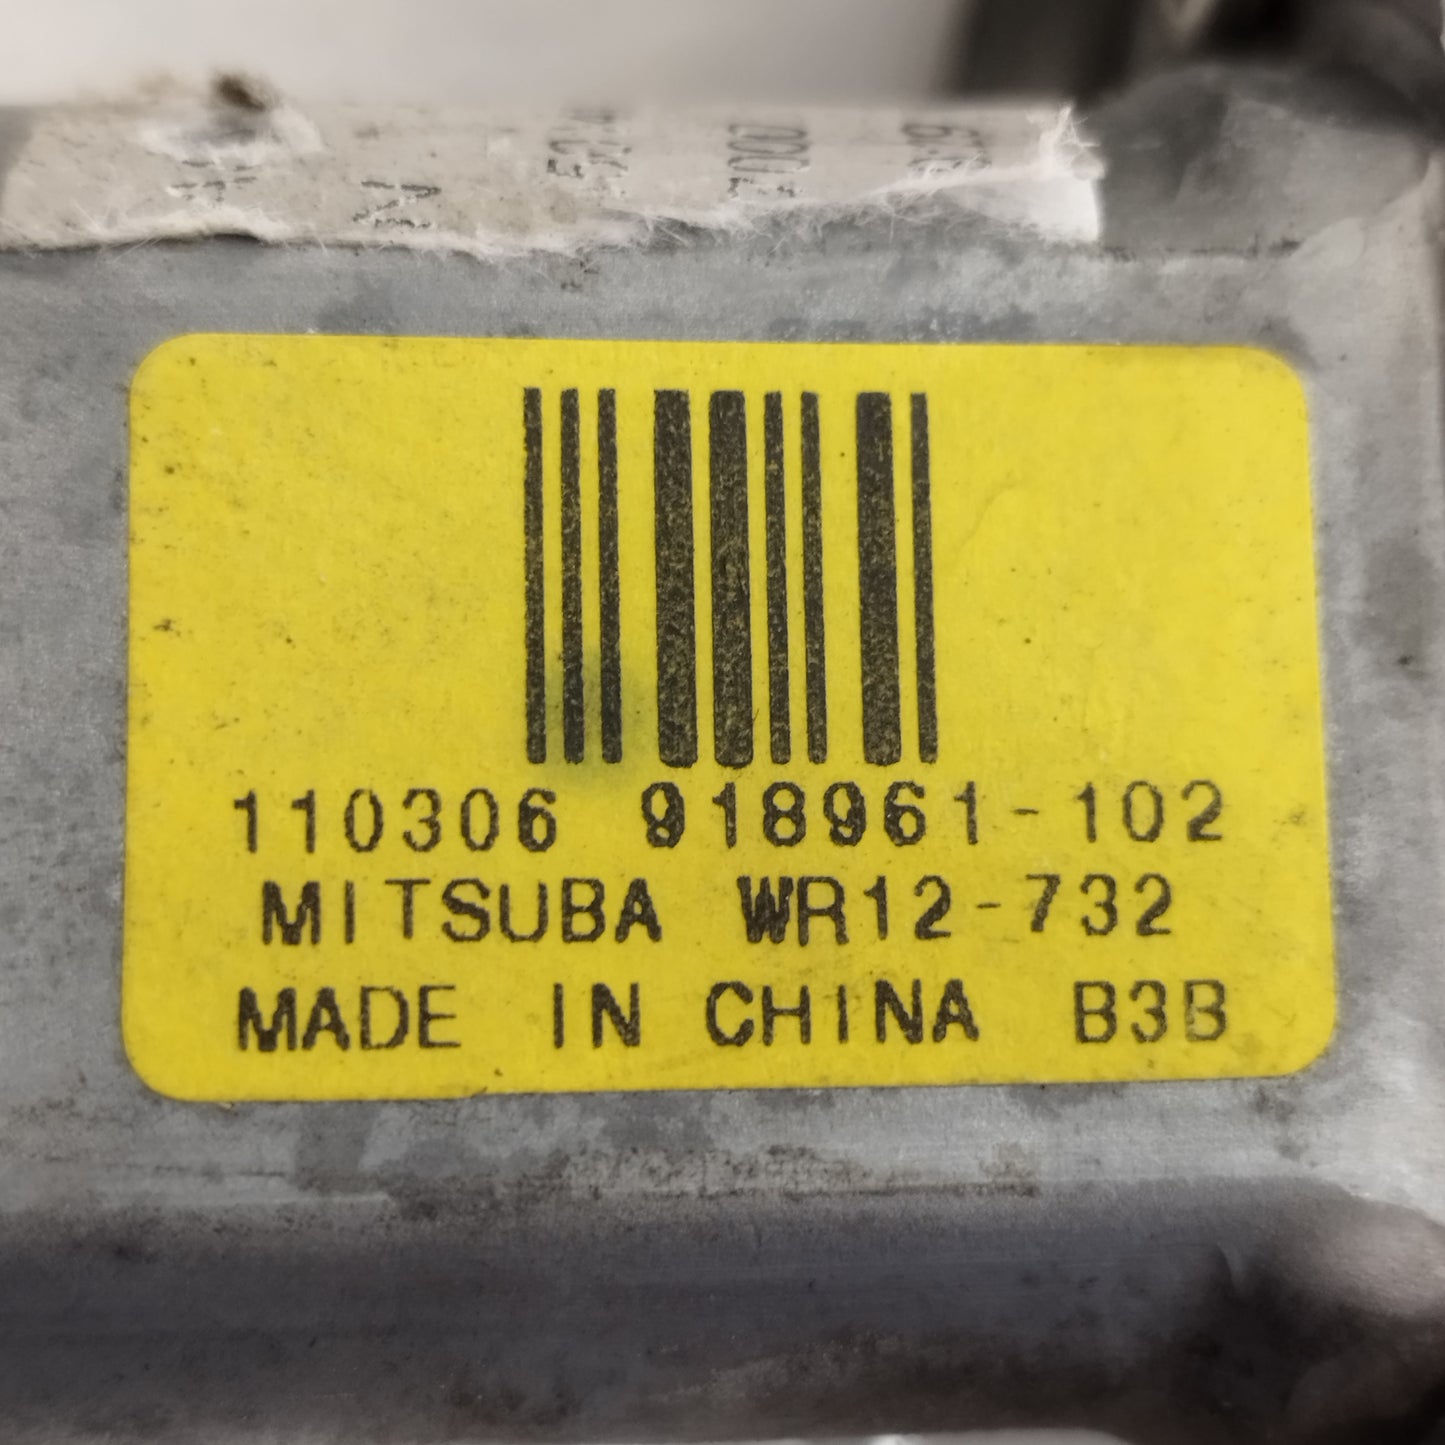 110306 918961-102
MITSUBA WR12-732
MADE IN CHINA B3B